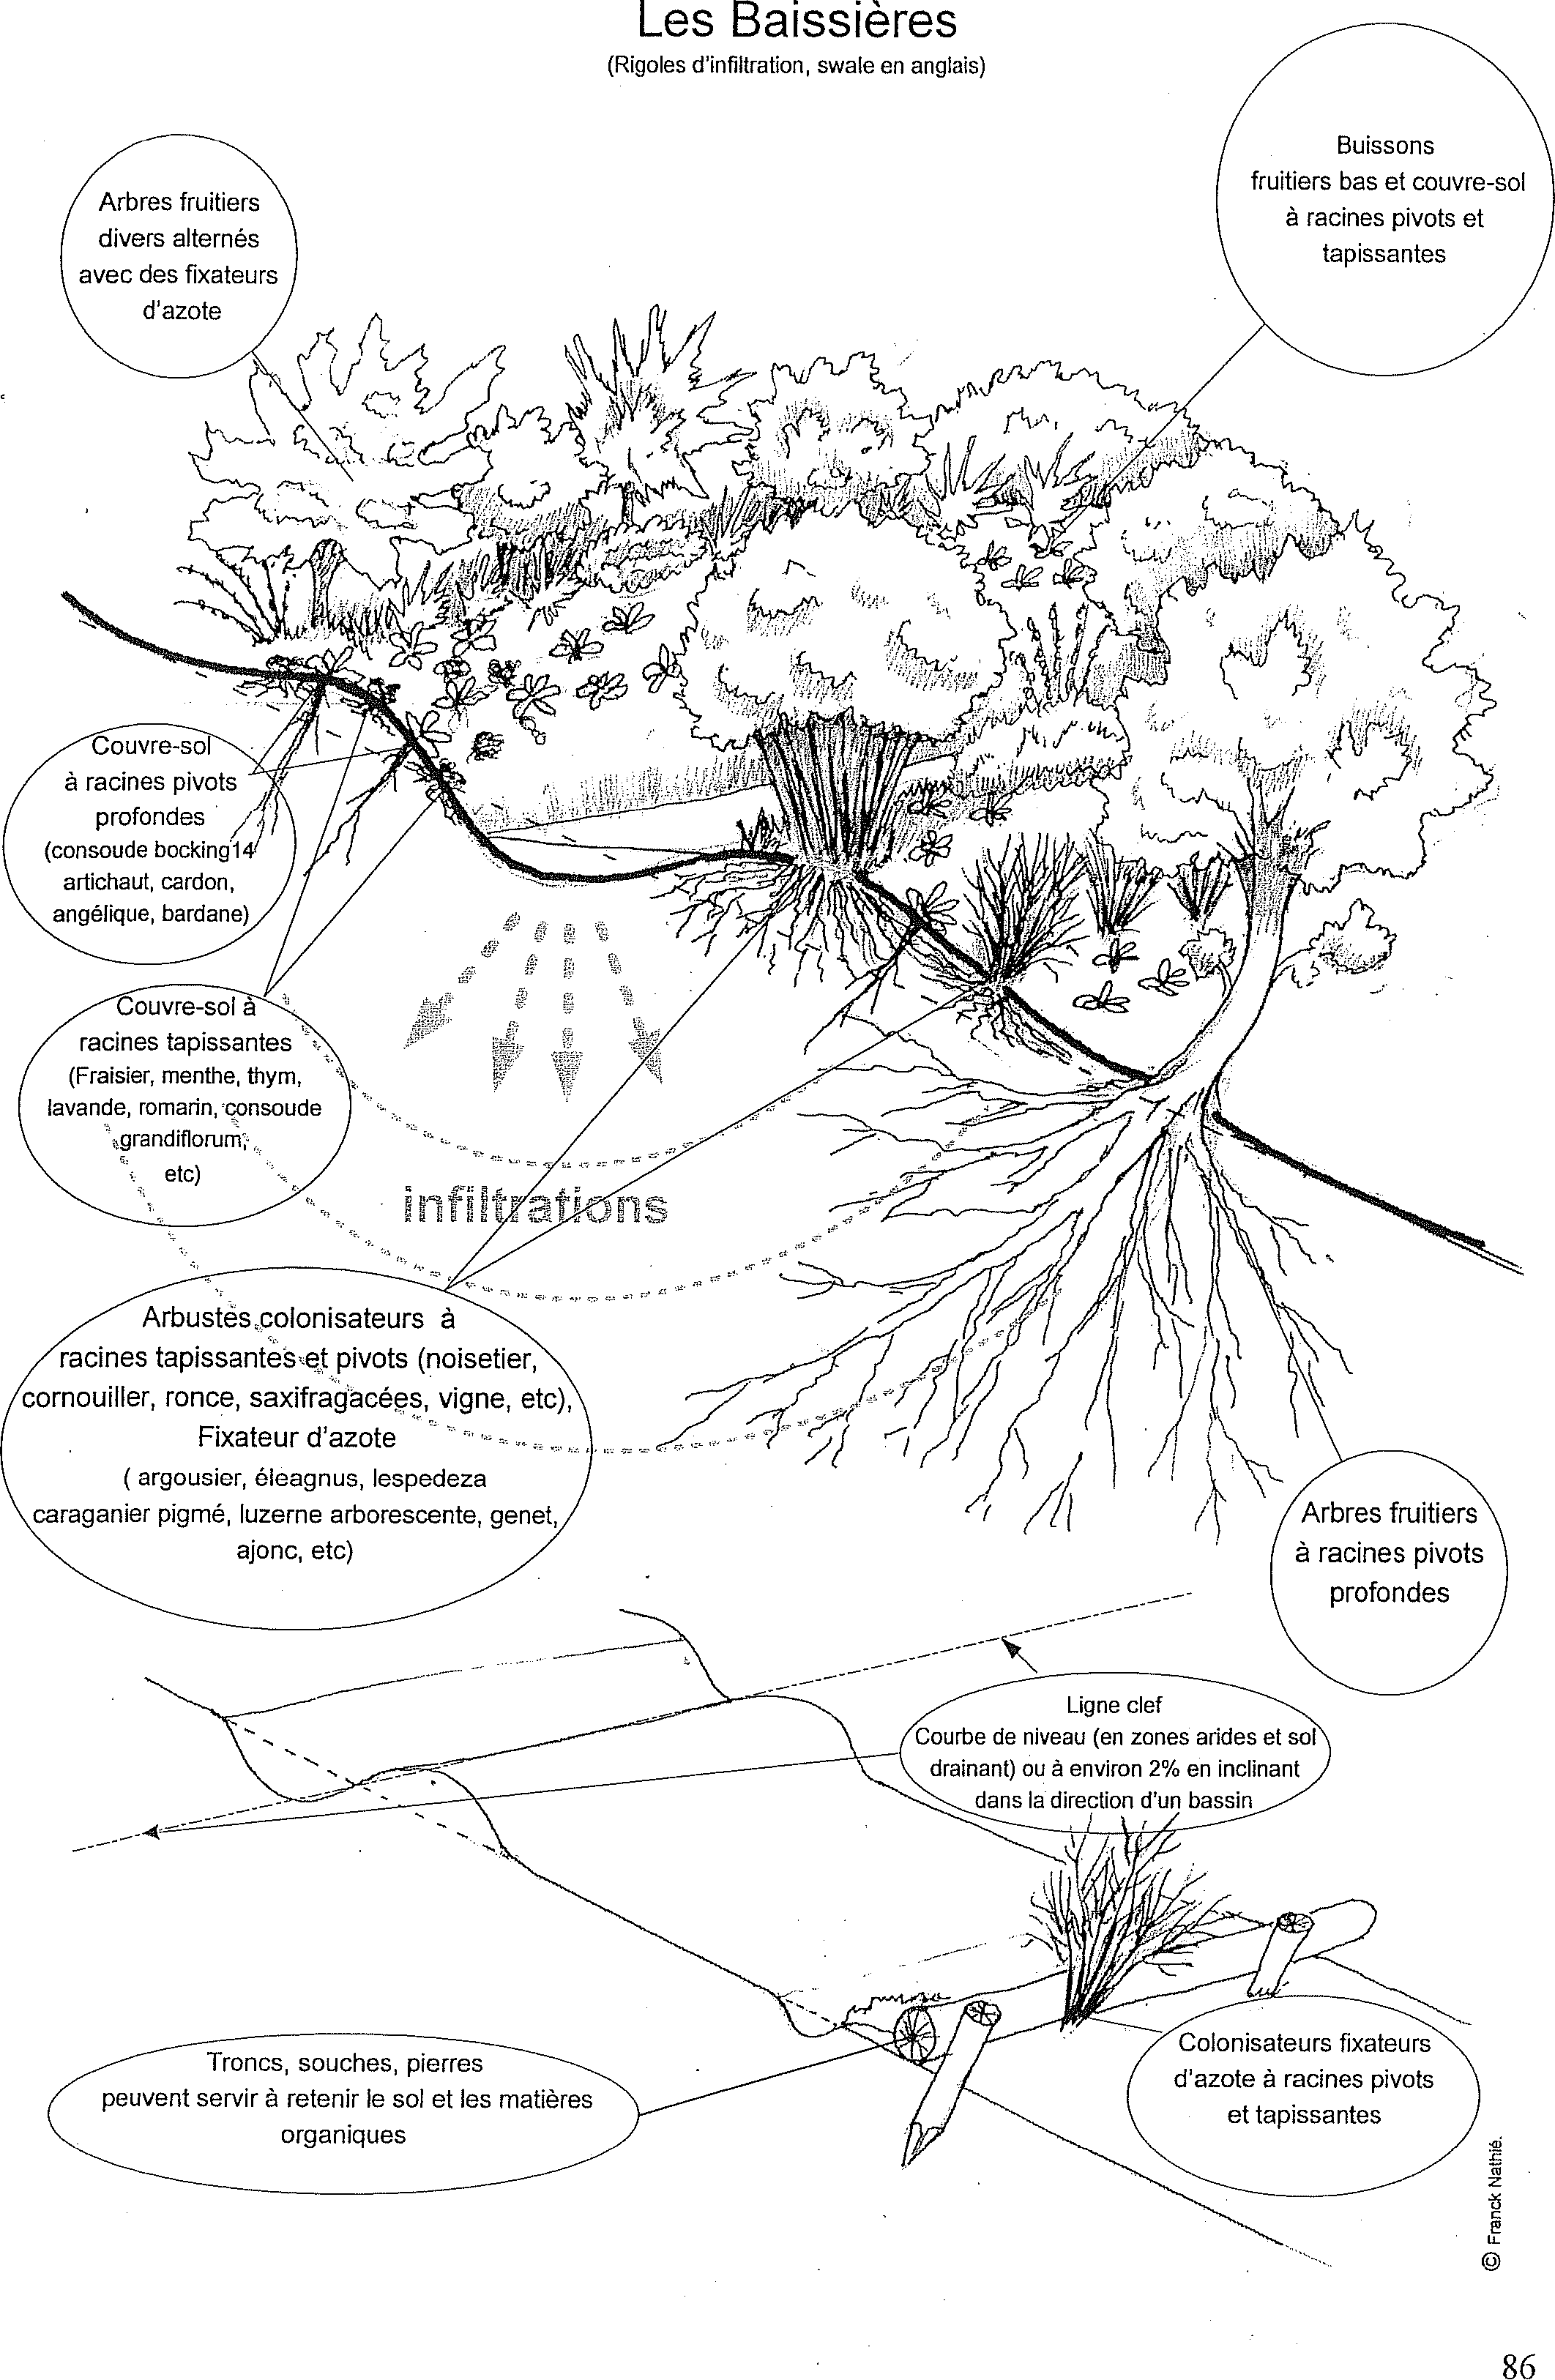 Les Baissières
(Rigoles d'infiltration, swale en anglais)
Buissons
fruitiers bas et couvre-sol
à racines pivots et
tapissantes
Arbres fruitiers
divers alternés
avec des fixateurs
d'azote
Couvre-sol
à racines pivots
profondes
(consoude bocking14
artichaut, cardon,
angélique, bardane)
Couvre-sol à
racines tapissantes
(Fraisier, menthe, thym,
lavande, romarin, consoude
grandiflorum,
etc)
infiltrations
Arbustes colonisateurs à
racines tapissantes et pivots (noisetier,
cornouiller, ronce, saxifragacées, vigne, etc),
Fixateur d'azote
( argousier, éleagnus, lespedeza
caraganier pigmé, luzerne arborescente, genet,
ajonc, etc)
Arbres fruitiers
à racines pivots
profondes
Ligne clef
Courbe de niveau (en zones arides et sol
drainant) ou à environ 2% en inclinant
dans la direction d'un bassin
Troncs, souches, pierres
peuvent servir à retenir le sol et les matières
organiques
Colonisateurs fixateurs
d'azote à racines pivots
et tapissantes
© Franck Nathié.
86